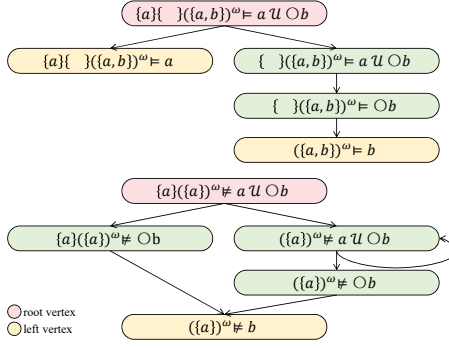 {a}{ }({a,b})^ω ⊨ a 𝒰 ○b
{a}{ }({a,b})^ω ⊨ a
{ }({a,b})^ω ⊨ a 𝒰 ○b
{ }({a,b})^ω ⊨ ○b
({a,b})^ω ⊨ b
{a}({a})^ω ⊭ a 𝒰 ○b
{a}({a})^ω ⊭ ○b
({a})^ω ⊭ a 𝒰 ○b
({a})^ω ⊭ ○b
root vertex
left vertex
({a})^ω ⊭ b